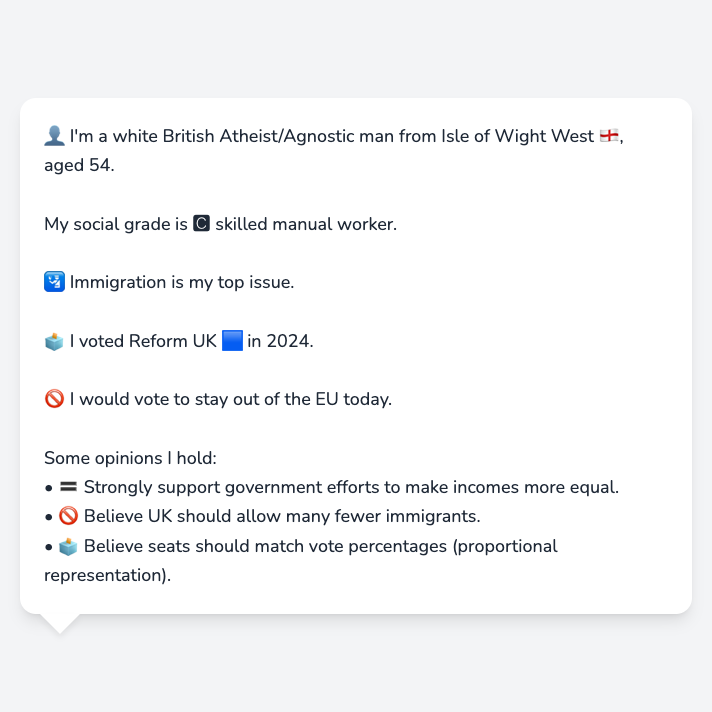 👤 I'm a white British Atheist/Agnostic man from Isle of Wight West 🏴󠁧󠁢󠁥󠁮󠁧󠁿,
aged 54.
My social grade is 🅲 skilled manual worker.
🛂 Immigration is my top issue.
🗳️ I voted Reform UK 🟦 in 2024.
🚫 I would vote to stay out of the EU today.
Some opinions I hold:
• 🟰 Strongly support government efforts to make incomes more equal.
• 🚫 Believe UK should allow many fewer immigrants.
• 🗳️ Believe seats should match vote percentages (proportional
representation).